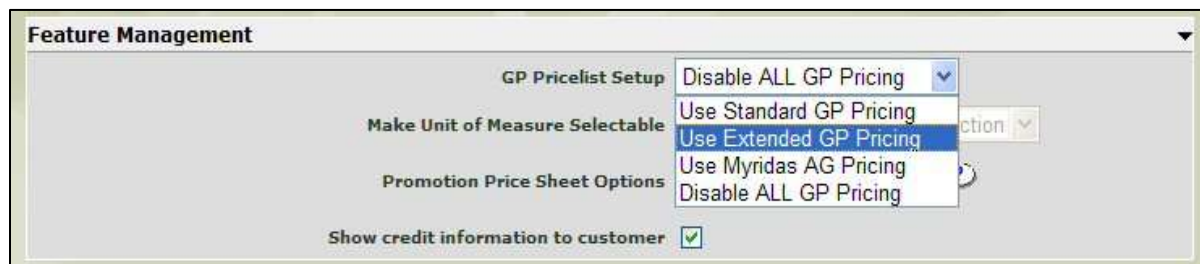 Feature Management
GP Pricelist Setup Disable ALL GP Pricing
Use Standard GP Pricing
Make Unit of Measure Selectable ction
Use Extended GP Pricing
Use Myridas AG Pricing
Promotion Price Sheet Options
Disable ALL GP Pricing
Show credit information to customer